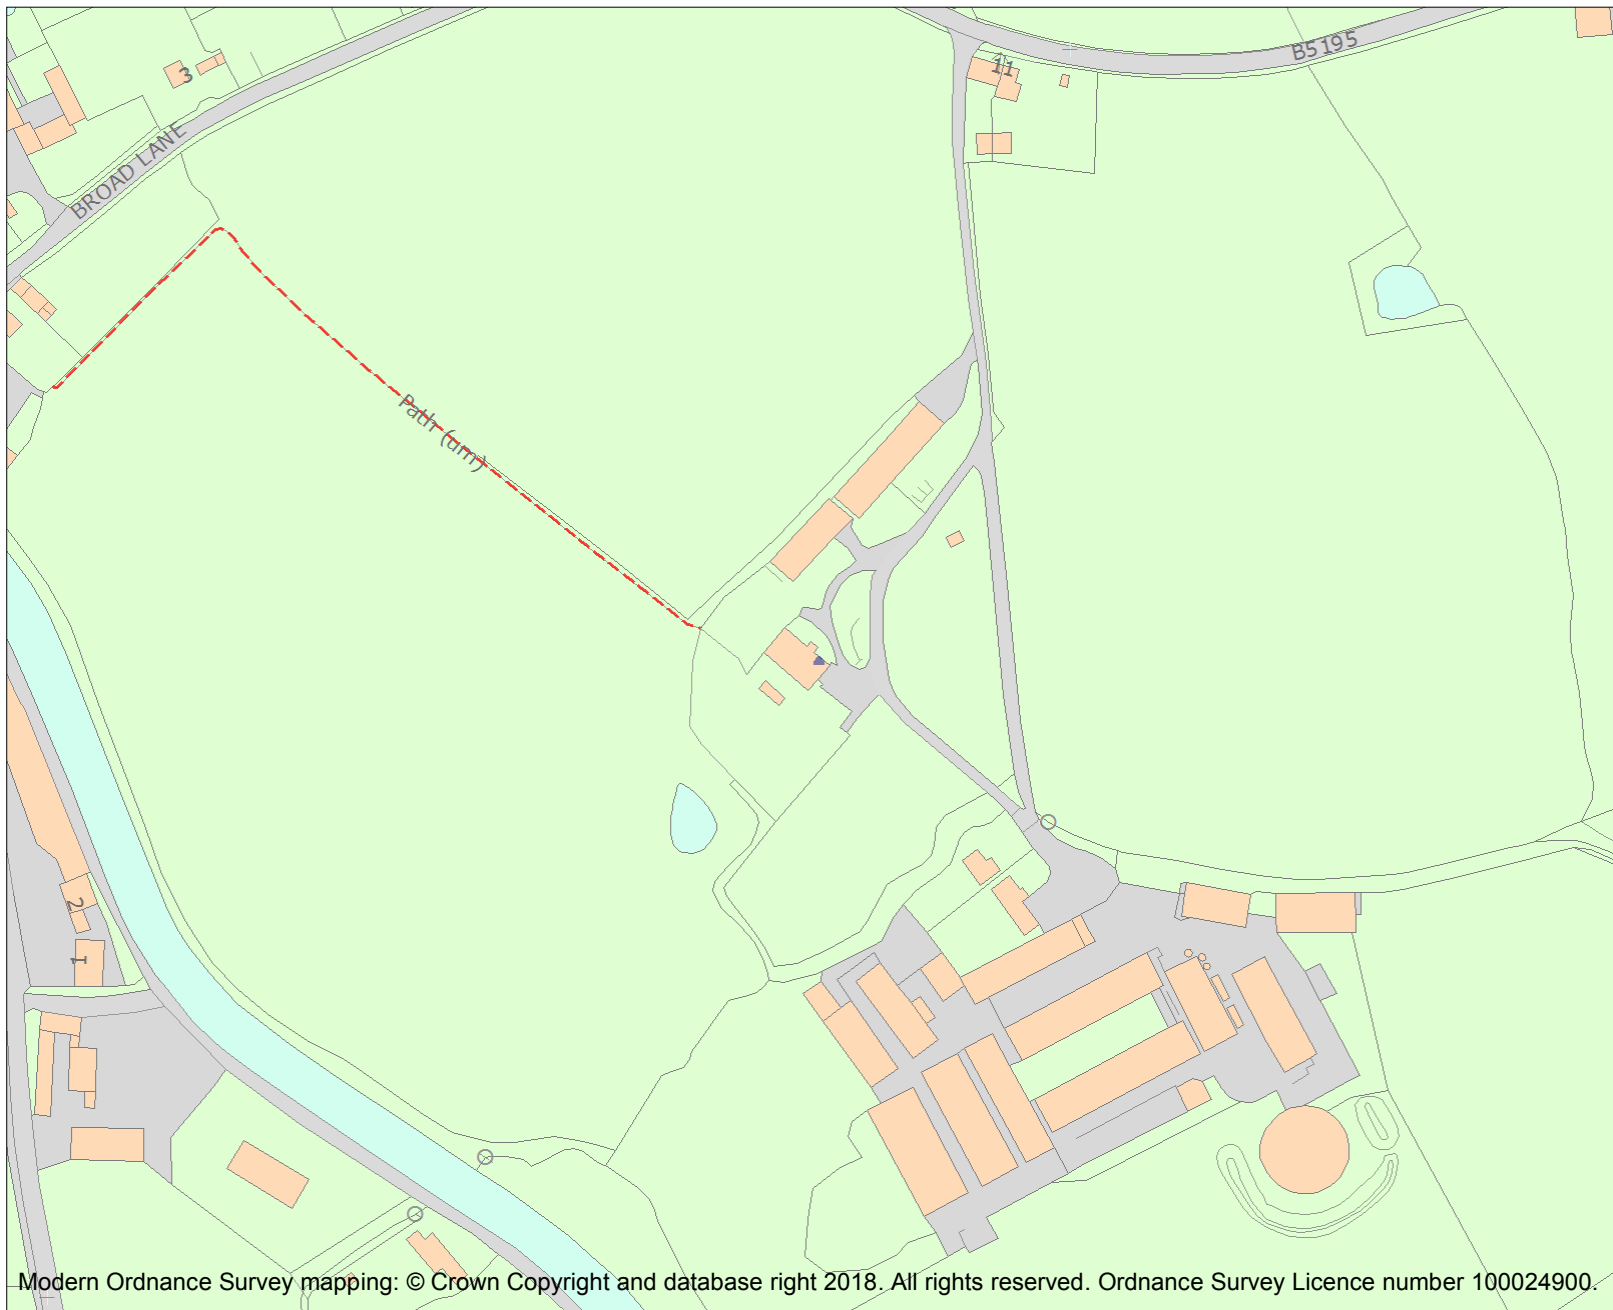 B5195
11
3
BROAD LANE
Path (um)
2
1
Modern Ordnance Survey mapping: © Crown Copyright and database right 2018. All rights reserved. Ordnance Survey Licence number 100024900.